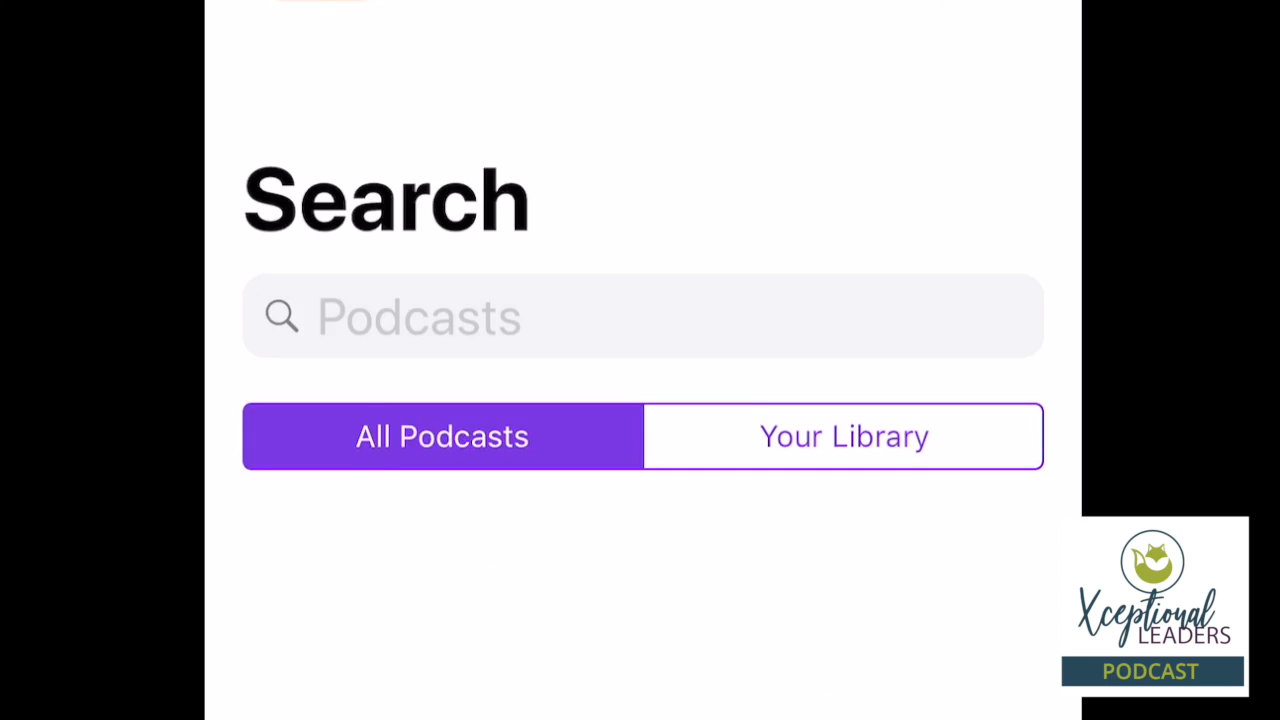 Search
Podcasts
All Podcasts
Your Library
Xceptional
LEADERS
PODCAST